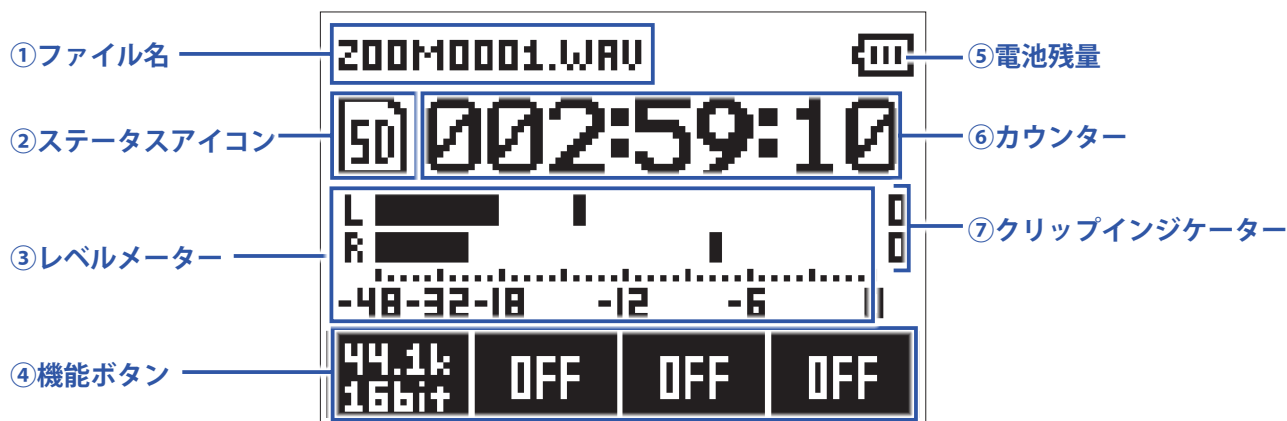 ①ファイル名
ZOOM0001.WAV
⑤電池残量
②ステータスアイコン
SD
002:59:10
⑥カウンター
L
R
③レベルメーター
⑦クリップインジケーター
-48 -32 -18 -12 -6 0
④機能ボタン
44.1k
16bit
OFF OFF OFF